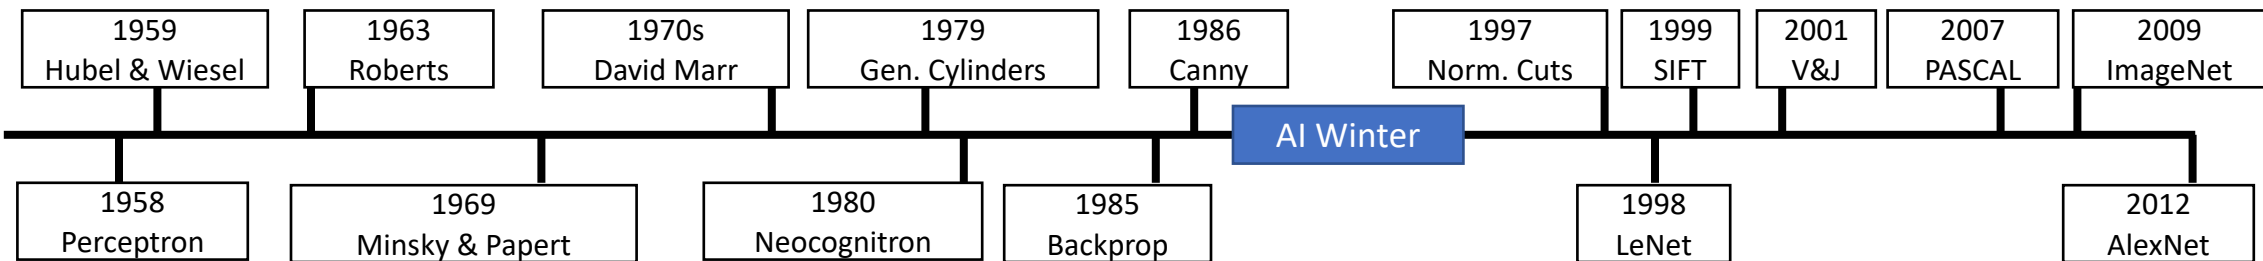 1959
Hubel & Wiesel
1963
Roberts
1970s
David Marr
1979
Gen. Cylinders
1986
Canny
1997
Norm. Cuts
1999
SIFT
2001
V&J
2007
PASCAL
2009
ImageNet
AI Winter
1958
Perceptron
1969
Minsky & Papert
1980
Neocognitron
1985
Backprop
1998
LeNet
2012
AlexNet